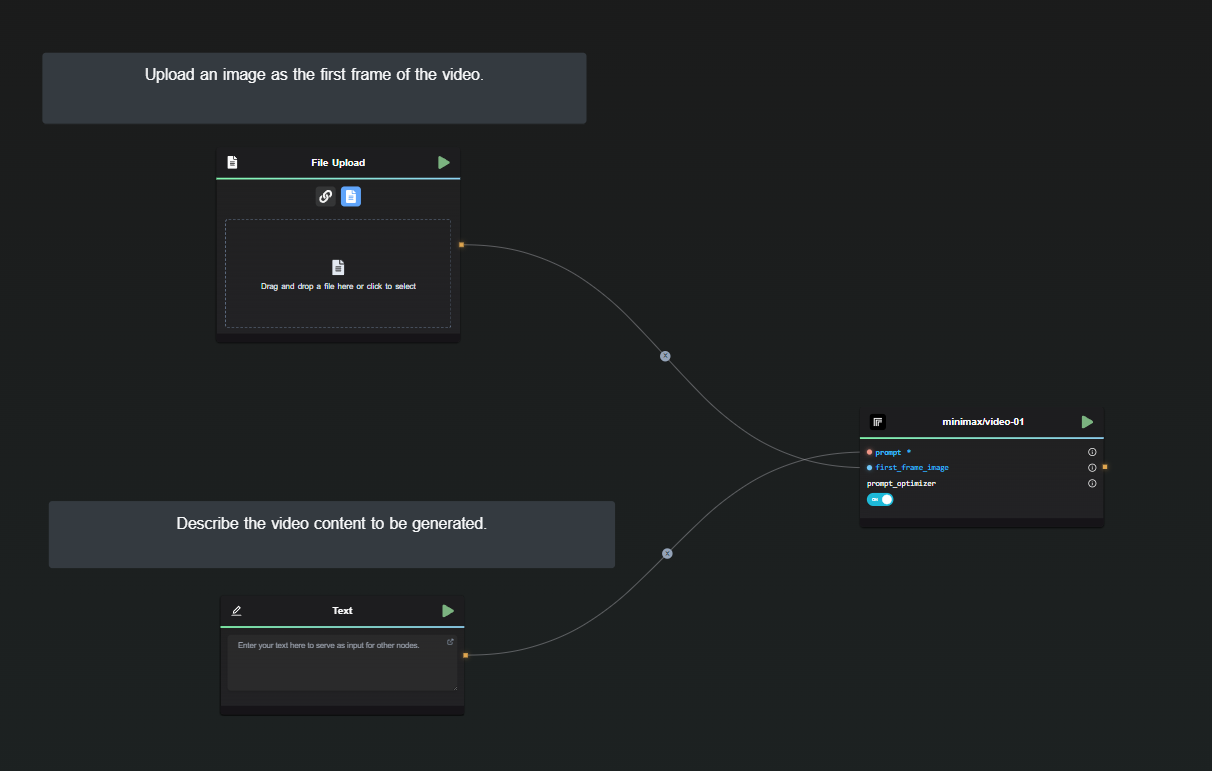 Upload an image as the first frame of the video.
File Upload
Drag and drop a file here or click to select
minimax/video-01
prompt *
first_frame_image
prompt_optimizer
ON
Describe the video content to be generated.
Text
Enter your text here to serve as input for other nodes.